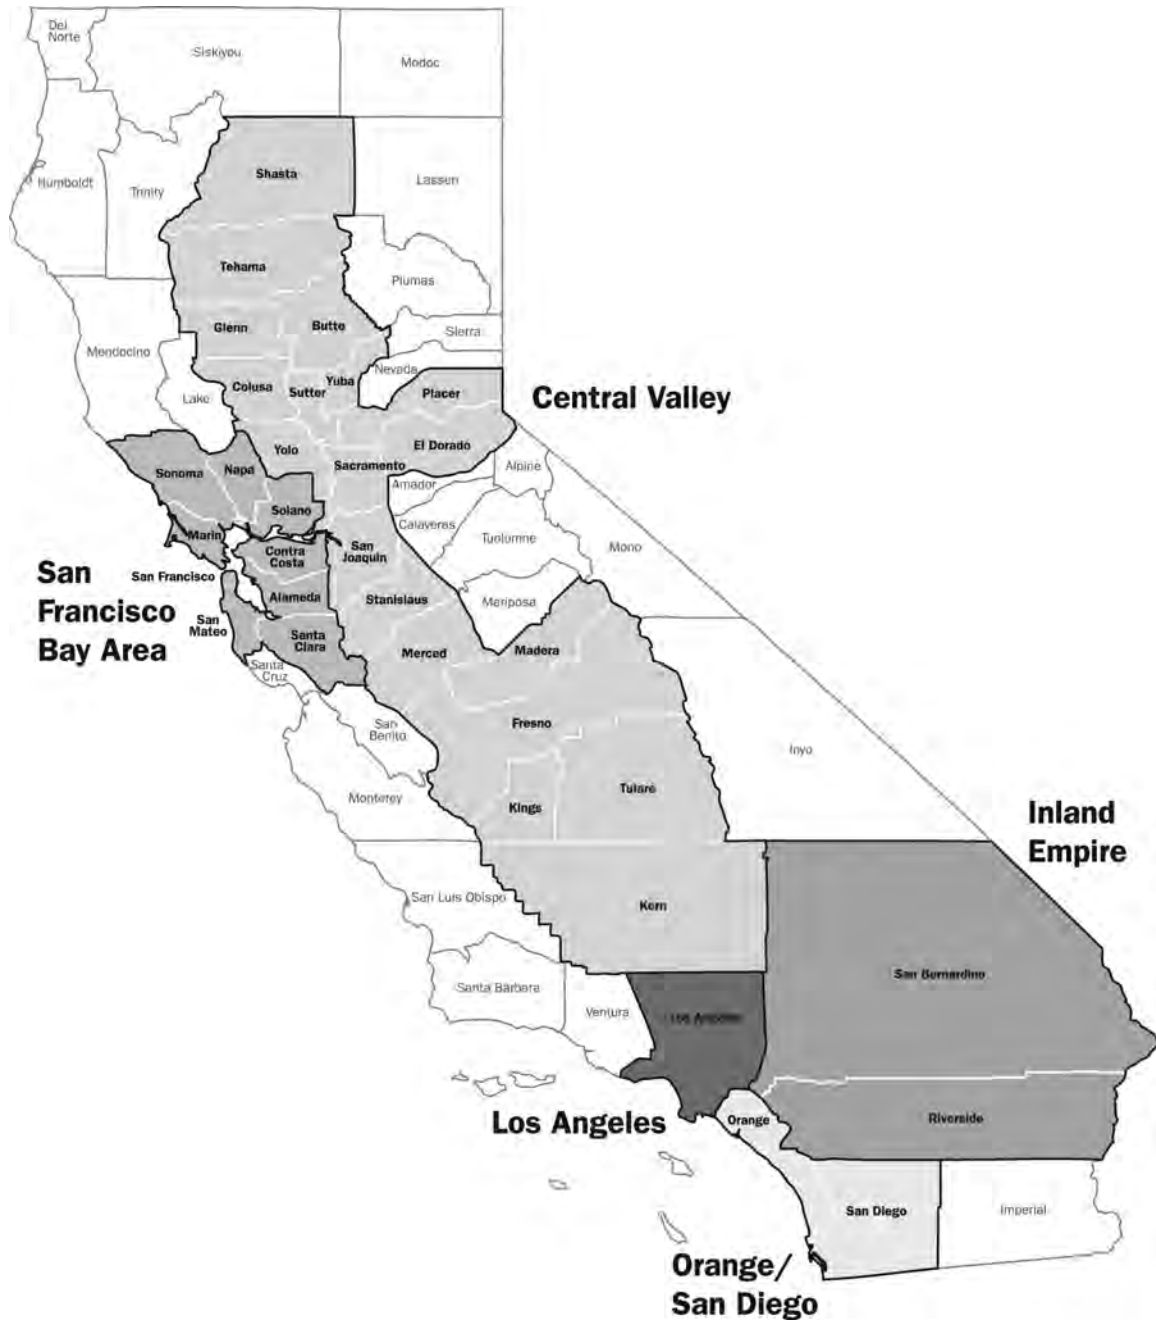 Del
Norte
Siskiyou
Modoc
Shasta
Humboldt
Trinity
Lassen
Tehama
Plumas
Glenn
Butte
Sierra
Mendocino
Nevada
Colusa
Sutter
Yuba
Placer
Lake
Central Valley
Yolo
El Dorado
Sonoma
Napa
Sacramento
Alpine
Amador
Solano
Calaveras
Marin
Contra
Costa
San
Joaquin
Tuolumne
Mono
San
Francisco
Bay Area
San Francisco
Alameda
Stanislaus
Mariposa
San
Mateo
Santa
Clara
Merced
Madera
Santa
Cruz
San
Benito
Fresno
Inyo
Monterey
Kings
Tulare
Inland
Empire
San Luis Obispo
Kern
San Bernardino
Santa Barbara
Ventura
Los Angeles
Los Angeles
Orange
Riverside
San Diego
Imperial
Orange/
San Diego